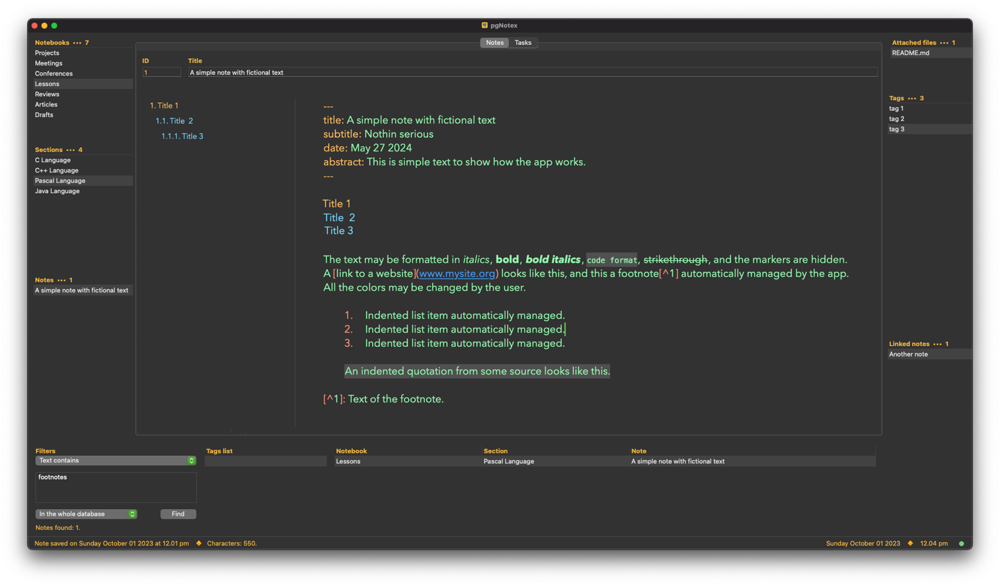 pgNotex
Notebooks ••• 7
Projects
Meetings
Conferences
Lessons
Reviews
Articles
Drafts
Sections ••• 4
C Language
C++ Language
Pascal Language
Java Language
Notes ••• 1
A simple note with fictional text
Notes Tasks
ID Title
1 A simple note with fictional text
1. Title 1
1.1. Title 2
1.1.1. Title 3
---
title: A simple note with fictional text
subtitle: Nothin serious
date: May 27 2024
abstract: This is simple text to show how the app works.
---
Title 1
Title 2
Title 3
The text may be formatted in italics, bold, bold italics, code format, strikethrough, and the markers are hidden.
A [link to a website](www.mysite.org) looks like this, and this a footnote[^1] automatically managed by the app.
All the colors may be changed by the user.
1. Indented list item automatically managed.
2. Indented list item automatically managed.
3. Indented list item automatically managed.
An indented quotation from some source looks like this.
[^1]: Text of the footnote.
Attached files ••• 1
README.md
Tags ••• 3
tag 1
tag 2
tag 3
Linked notes ••• 1
Another note
Filters
Text contains
footnotes
In the whole database Find
Notes found: 1.
Tags list
Notebook Section Note
Lessons Pascal Language A simple note with fictional text
Note saved on Sunday October 01 2023 at 12.01 pm Characters: 550.
Sunday October 01 2023 12.04 pm